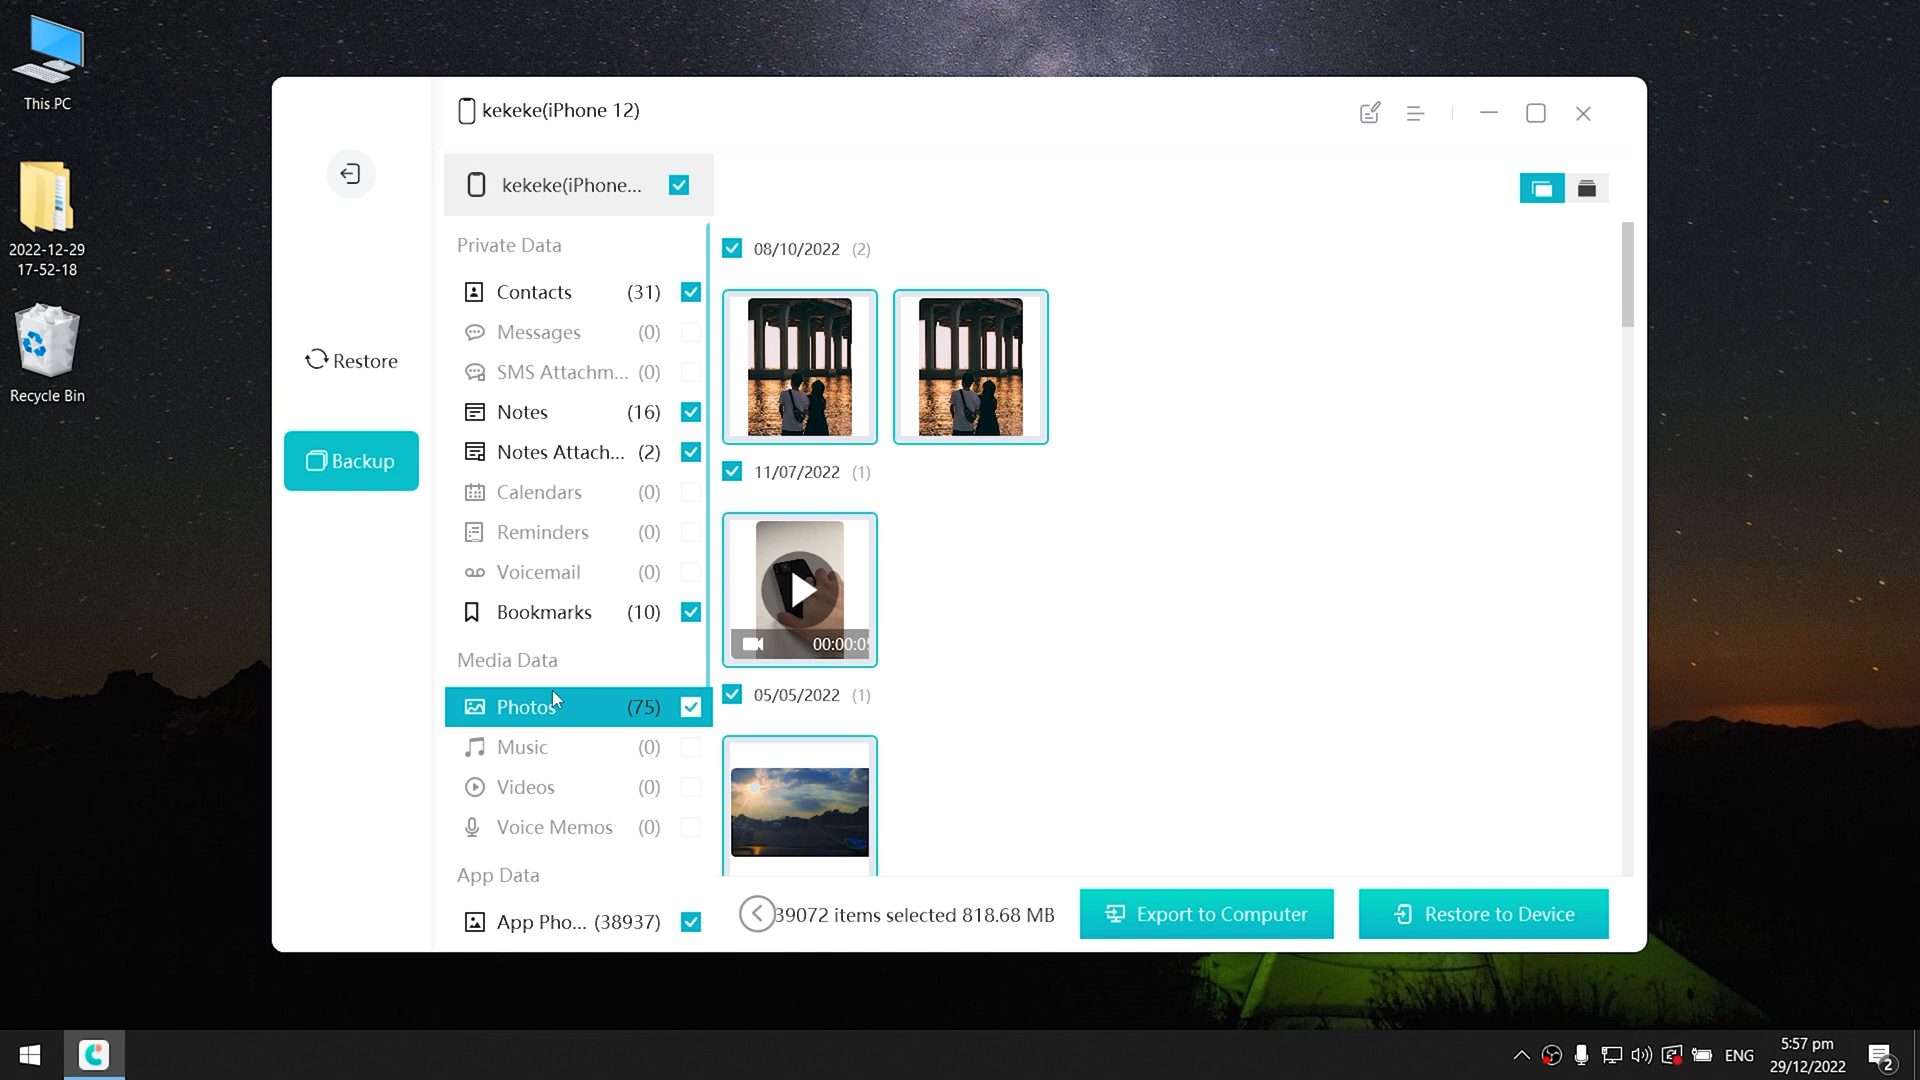 This PC
2022-12-29
17-52-18
Recycle Bin
kekeke(iPhone 12)
Restore
Backup
kekeke(iPhone...
Private Data
Contacts (31)
Messages (0)
SMS Attachm... (0)
Notes (16)
Notes Attach... (2)
Calendars (0)
Reminders (0)
Voicemail (0)
Bookmarks (10)
Media Data
Photos (75)
Music (0)
Videos (0)
Voice Memos (0)
App Data
App Pho... (38937)
08/10/2022 (2)
11/07/2022 (1)
00:00:05
05/05/2022 (1)
39072 items selected 818.68 MB
Export to Computer
Restore to Device
ENG
5:57 pm
29/12/2022
2